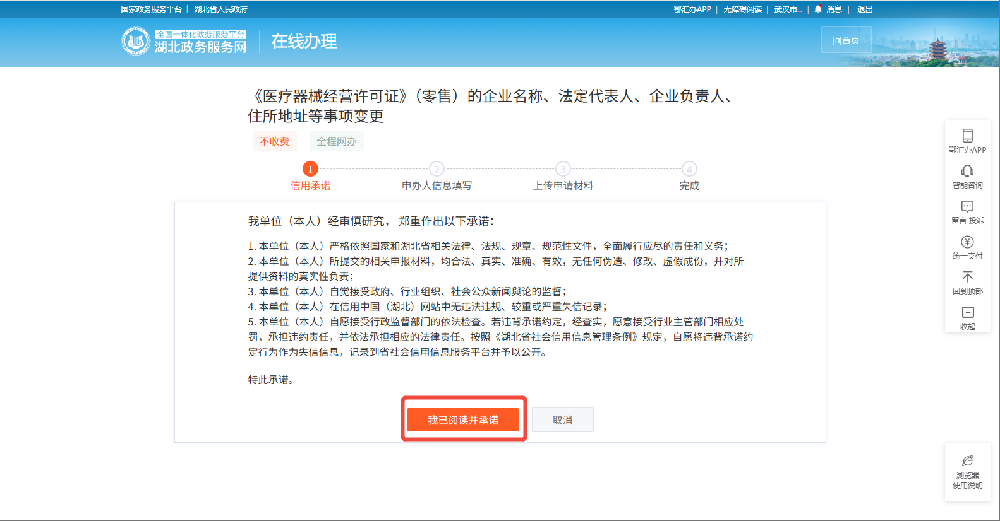 国家政务服务平台 | 湖北省人民政府
鄂汇办APP | 无障碍阅读 | 武汉市... | 消息 | 退出
全国一体化政务服务平台
湖北政务服务网
在线办理
回首页
《医疗器械经营许可证》（零售）的企业名称、法定代表人、企业负责人、
住所地址等事项变更
不收费 全程网办
1 2 3 4
信用承诺 申办人信息填写 上传申请材料 完成
我单位（本人）经审慎研究， 郑重作出以下承诺：
1. 本单位（本人）严格依照国家和湖北省相关法律、法规、规章、规范性文件，全面履行应尽的责任和义务；
2. 本单位（本人）所提交的相关申报材料，均合法、真实、准确、有效，无任何伪造、修改、虚假成份，并对所
提供资料的真实性负责；
3. 本单位（本人）自觉接受政府、行业组织、社会公众新闻舆论的监督；
4. 本单位（本人）在信用中国（湖北）网站中无违法违规、较重或严重失信记录；
5. 本单位（本人）自愿接受行政监督部门的依法检查。若违背承诺约定，经查实，愿意接受行业主管部门相应处
罚，承担违约责任，并依法承担相应的法律责任。按照《湖北省社会信用信息管理条例》规定，自愿将违背承诺约
定行为作为失信信息，记录到省社会信用信息服务平台并予以公开。
特此承诺。
我已阅读并承诺 取消
鄂汇办APP
智能咨询
留言 投诉
统一支付
回到顶部
收起
浏览器
使用说明